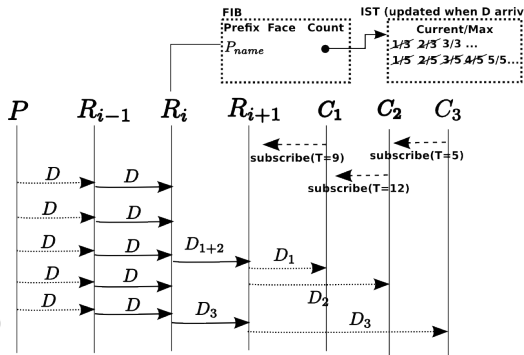 FIB
IST (updated when D arriv
Prefix Face Count
Current/Max
P_name
1/3 2/3 3/3 ...
1/5 2/5 3/5 4/5 5/5...
P R_{i−1} R_i R_{i+1} C_1 C_2 C_3
subscribe(T=9)
subscribe(T=5)
subscribe(T=12)
D D
D D
D D D_{1+2} D_1
D D D_2
D D D_3 D_3